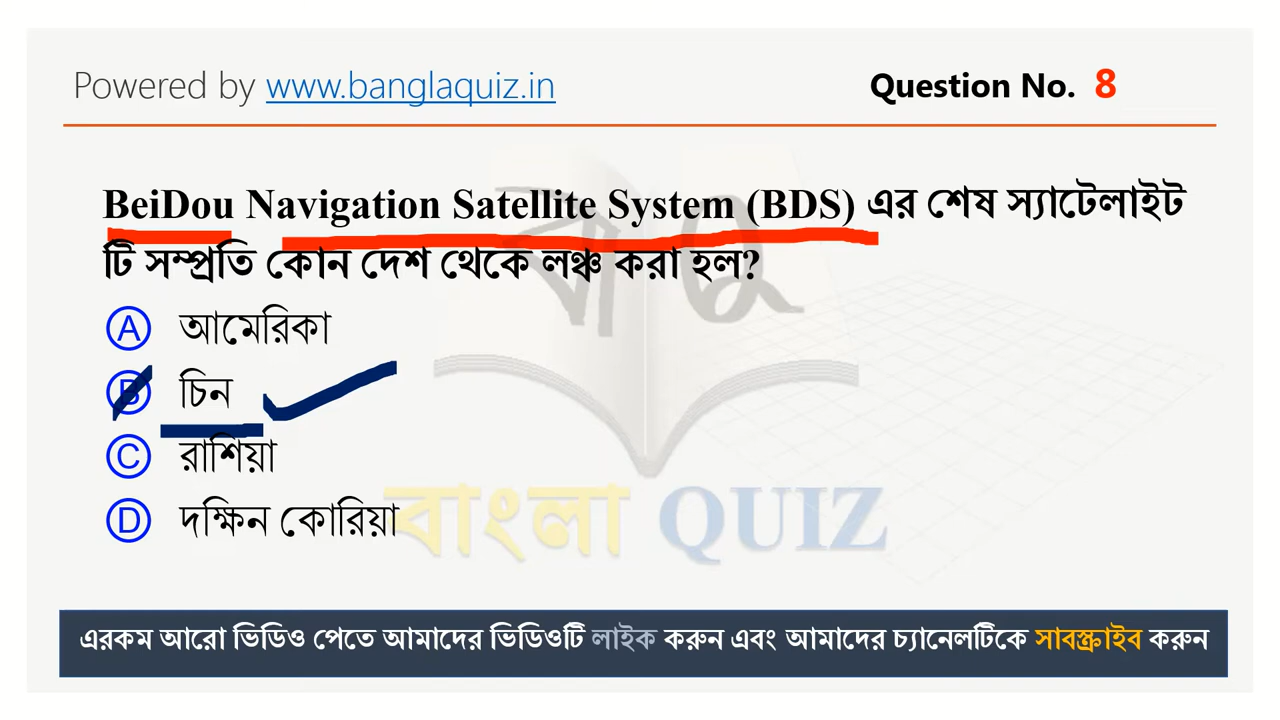 Powered by www.banglaquiz.in
Question No. 8
BeiDou Navigation Satellite System (BDS) এর শেষ স্যাটেলাইট
টি সম্প্রতি কোন দেশ থেকে লঞ্চ করা হল?
A আমেরিকা
B চিন
C রাশিয়া
D দক্ষিন কোরিয়া
বাংলা QUIZ
এরকম আরো ভিডিও পেতে আমাদের ভিডিওটি লাইক করুন এবং আমাদের চ্যানেলটিকে সাবস্ক্রাইব করুন